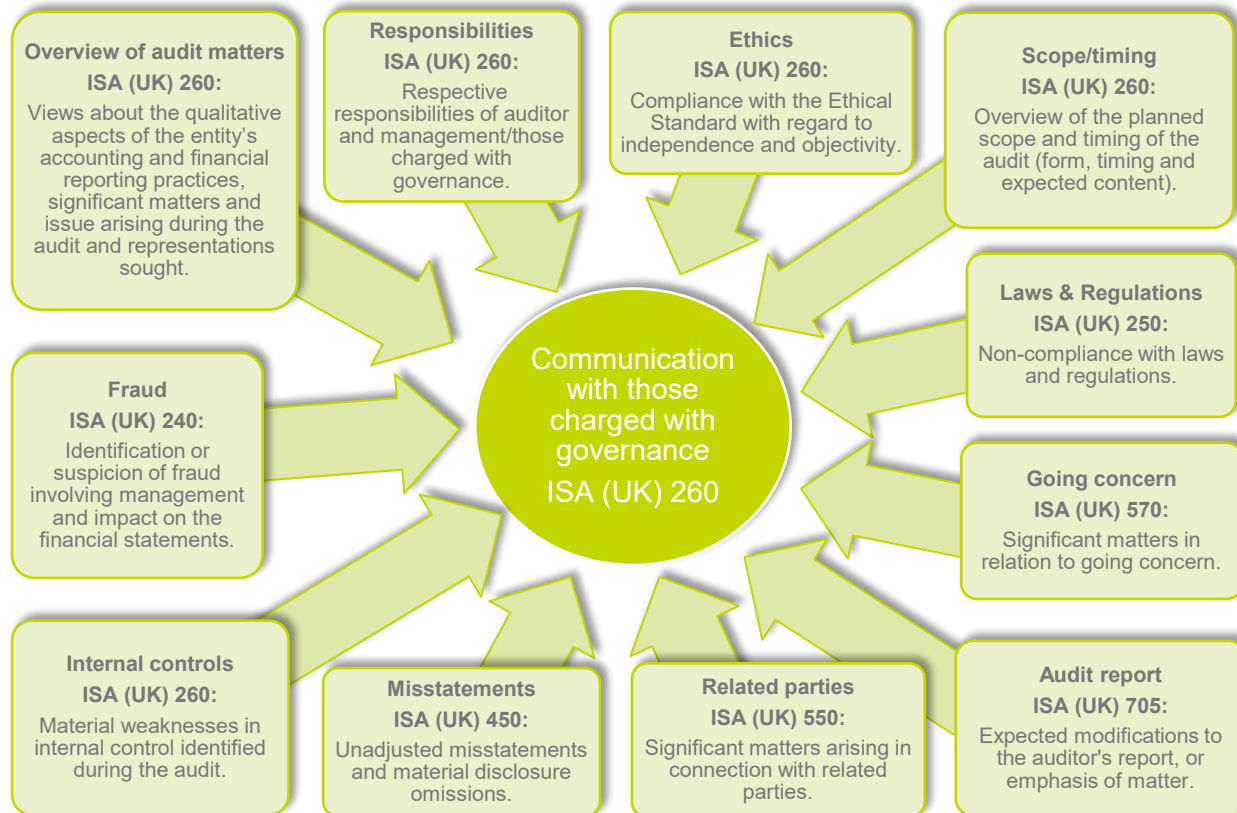 Overview of audit matters
ISA (UK) 260:
Views about the qualitative
aspects of the entity's
accounting and financial
reporting practices,
significant matters and
issue arising during the
audit and representations
sought.
Responsibilities
ISA (UK) 260:
Respective
responsibilities of auditor
and management/those
charged with
governance.
Ethics
ISA (UK) 260:
Compliance with the Ethical
Standard with regard to
independence and objectivity.
Scope/timing
ISA (UK) 260:
Overview of the planned
scope and timing of the
audit (form, timing and
expected content).
Laws & Regulations
ISA (UK) 250:
Non-compliance with laws
and regulations.
Communication
with those
charged with
governance
ISA (UK) 260
Fraud
ISA (UK) 240:
Identification or
suspicion of fraud
involving management
and impact on the
financial statements.
Going concern
ISA (UK) 570:
Significant matters in
relation to going concern.
Internal controls
ISA (UK) 260:
Material weaknesses in
internal control identified
during the audit.
Misstatements
ISA (UK) 450:
Unadjusted misstatements
and material disclosure
omissions.
Related parties
ISA (UK) 550:
Significant matters arising in
connection with related
parties.
Audit report
ISA (UK) 705:
Expected modifications to
the auditor's report, or
emphasis of matter.